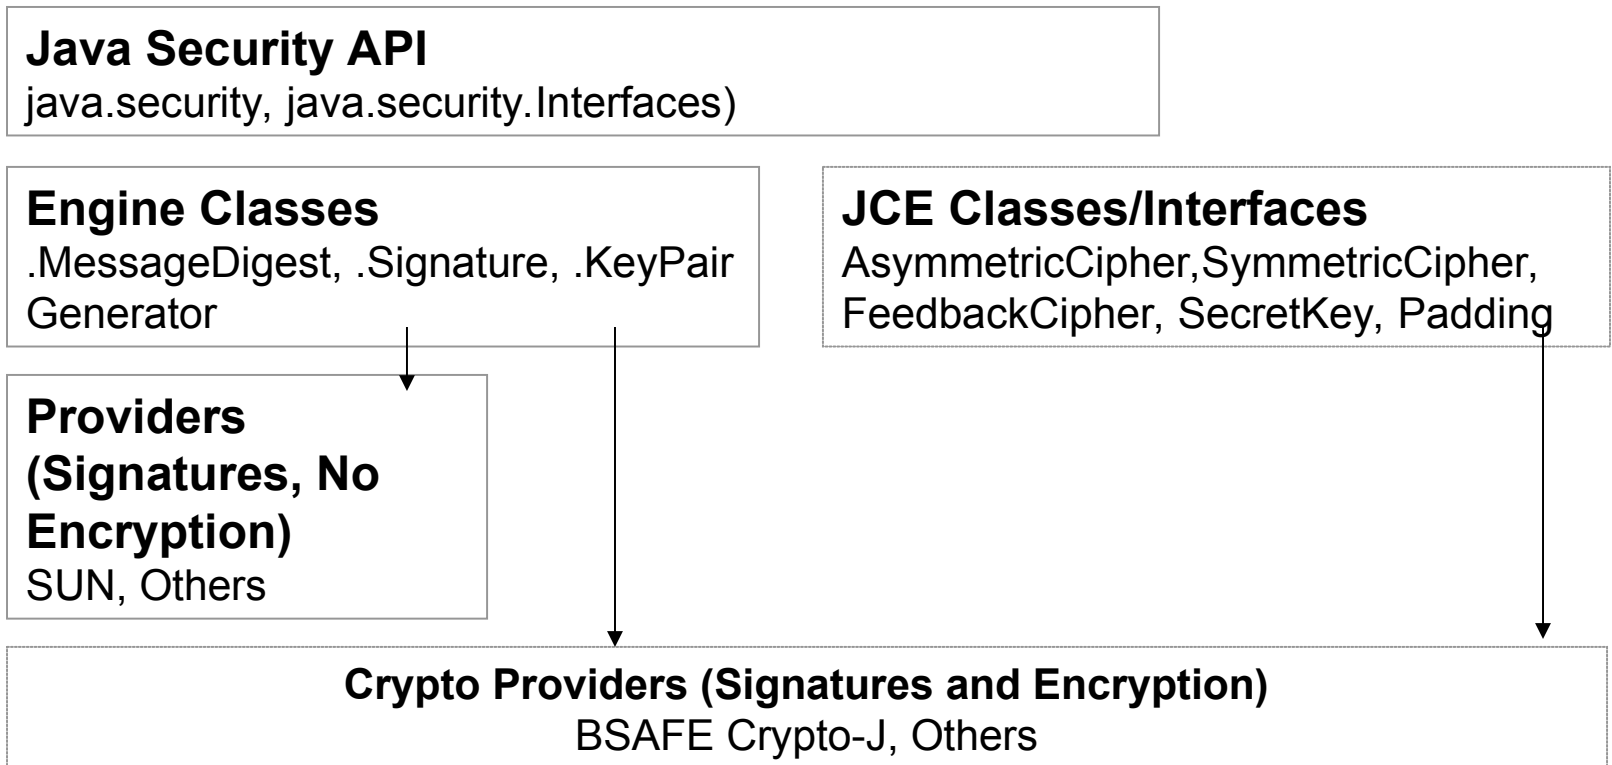 Java Security API
java.security, java.security.Interfaces)
Engine Classes
.MessageDigest, .Signature, .KeyPair
Generator
JCE Classes/Interfaces
AsymmetricCipher,SymmetricCipher,
FeedbackCipher, SecretKey, Padding
Providers
(Signatures, No
Encryption)
SUN, Others
Crypto Providers (Signatures and Encryption)
BSAFE Crypto-J, Others